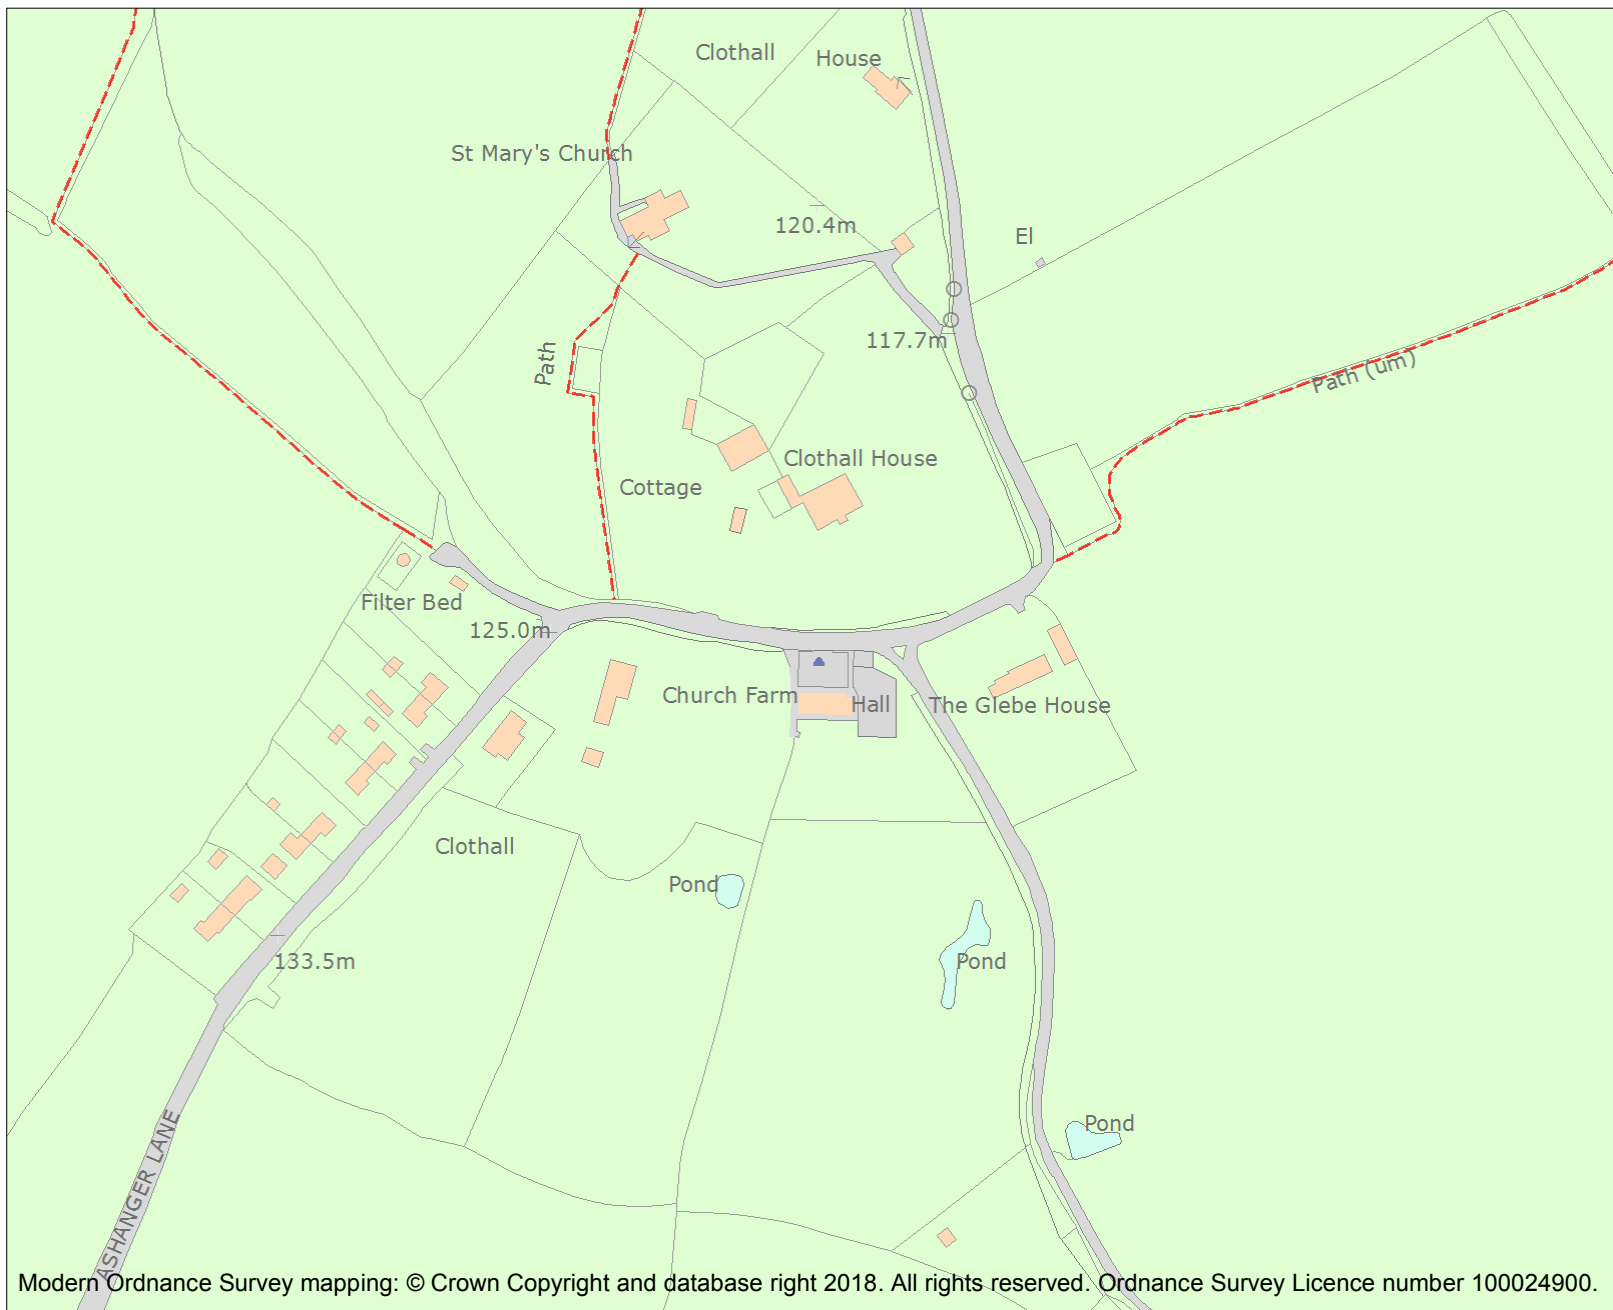 Clothall
House
St Mary's Church
120.4m
El
117.7m
Path
Path (um)
Clothall House
Cottage
Filter Bed
125.0m
Church Farm
Hall
The Glebe House
Clothall
Pond
133.5m
Pond
Pond
ASHANGER LANE
Modern Ordnance Survey mapping: © Crown Copyright and database right 2018. All rights reserved. Ordnance Survey Licence number 100024900.